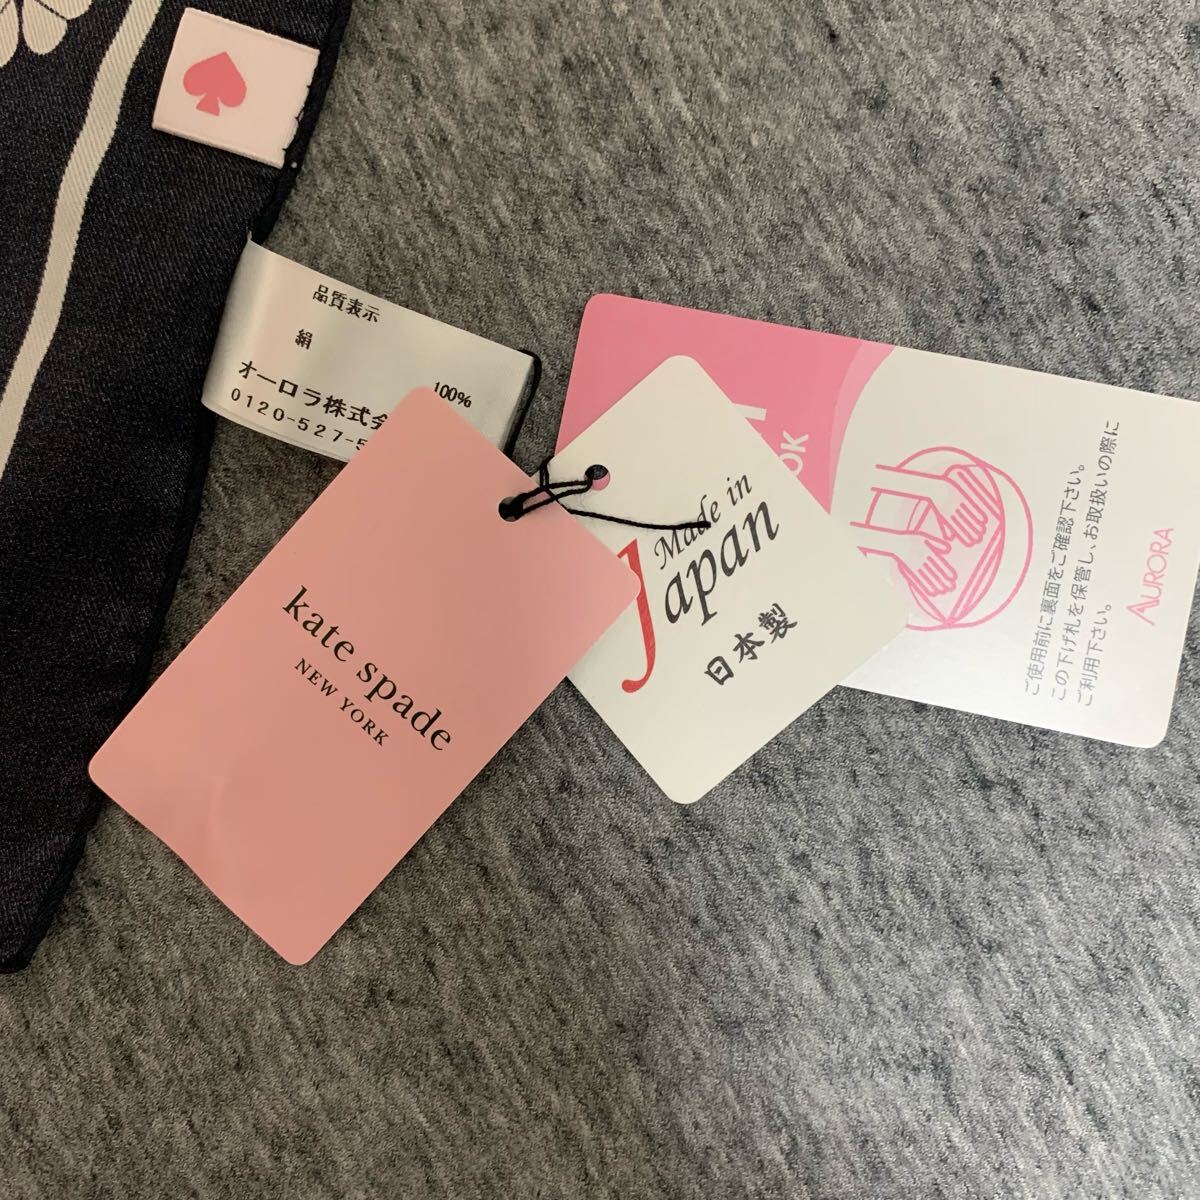 品質表示
絹
100%
オーロラ株式会
0120-527-5
kate spade
NEW YORK
Made in
Japan
日本製
OK
ご使用前に裏面をご確認下さい。
この下げ札を保管し、お取扱いの際に
ご利用下さい。
AURORA